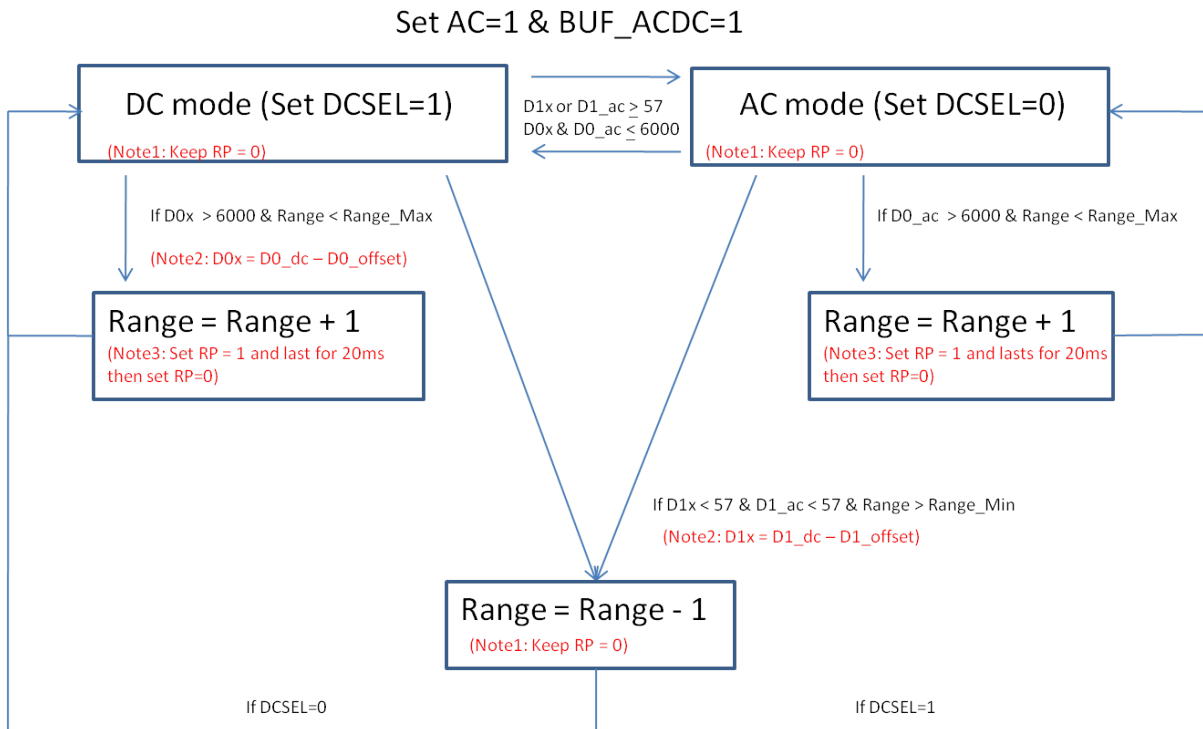 Set AC=1 & BUF_ACDC=1
DC mode (Set DCSEL=1)
(Note1: Keep RP = 0)
D1x or D1_ac ≥ 57
D0x & D0_ac ≤ 6000
AC mode (Set DCSEL=0)
(Note1: Keep RP = 0)
If D0x  > 6000 & Range < Range_Max
(Note2: D0x = D0_dc – D0_offset)
If D0_ac  > 6000 & Range < Range_Max
Range = Range + 1
(Note3: Set RP = 1 and last for 20ms
then set RP=0)
Range = Range + 1
(Note3: Set RP = 1 and lasts for 20ms
then set RP=0)
If D1x < 57 & D1_ac < 57 & Range > Range_Min
(Note2: D1x = D1_dc – D1_offset)
Range = Range - 1
(Note1: Keep RP = 0)
If DCSEL=0
If DCSEL=1